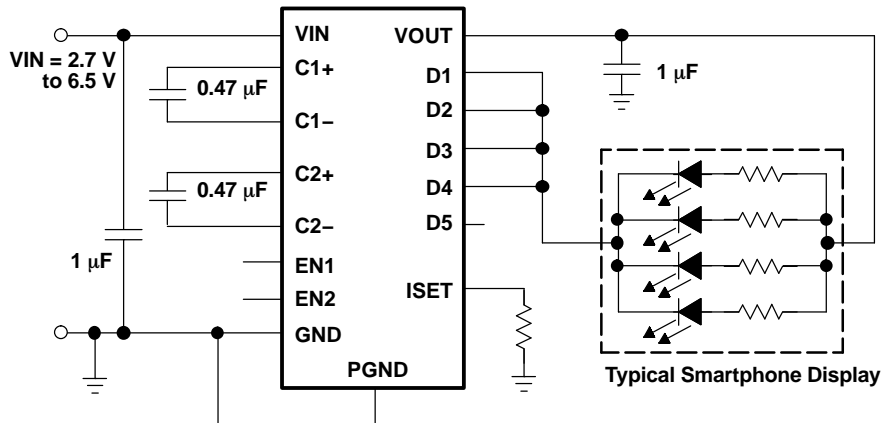 VIN
VOUT
VIN = 2.7 V
to 6.5 V
C1+
0.47 μF
C1−
D1
1 μF
D2
D3
C2+
0.47 μF
C2−
D4
D5
1 μF
EN1
EN2
ISET
GND
PGND
Typical Smartphone Display